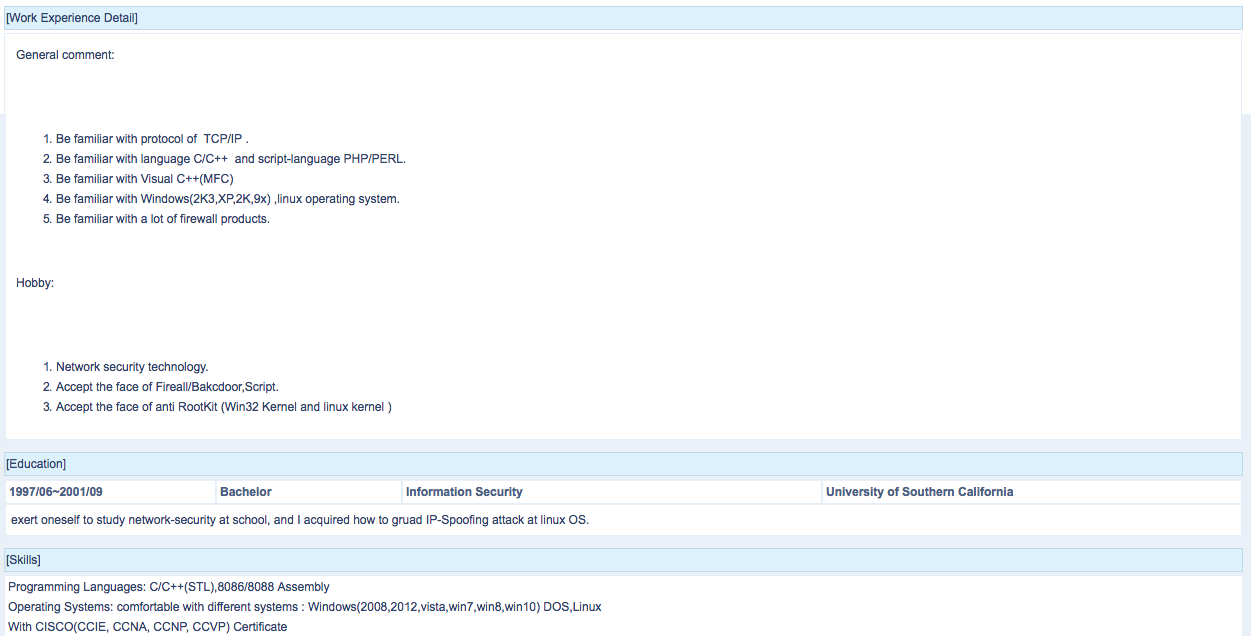 [Work Experience Detail]
General comment:
1. Be familiar with protocol of  TCP/IP .
2. Be familiar with language C/C++  and script-language PHP/PERL.
3. Be familiar with Visual C++(MFC)
4. Be familiar with Windows(2K3,XP,2K,9x) ,linux operating system.
5. Be familiar with a lot of firewall products.
Hobby:
1. Network security technology.
2. Accept the face of Fireall/Bakcdoor,Script.
3. Accept the face of anti RootKit (Win32 Kernel and linux kernel )
[Education]
1997/06~2001/09 Bachelor Information Security University of Southern California
exert oneself to study network-security at school, and I acquired how to gruad IP-Spoofing attack at linux OS.
[Skills]
Programming Languages: C/C++(STL),8086/8088 Assembly
Operating Systems: comfortable with different systems : Windows(2008,2012,vista,win7,win8,win10) DOS,Linux
With CISCO(CCIE, CCNA, CCNP, CCVP) Certificate